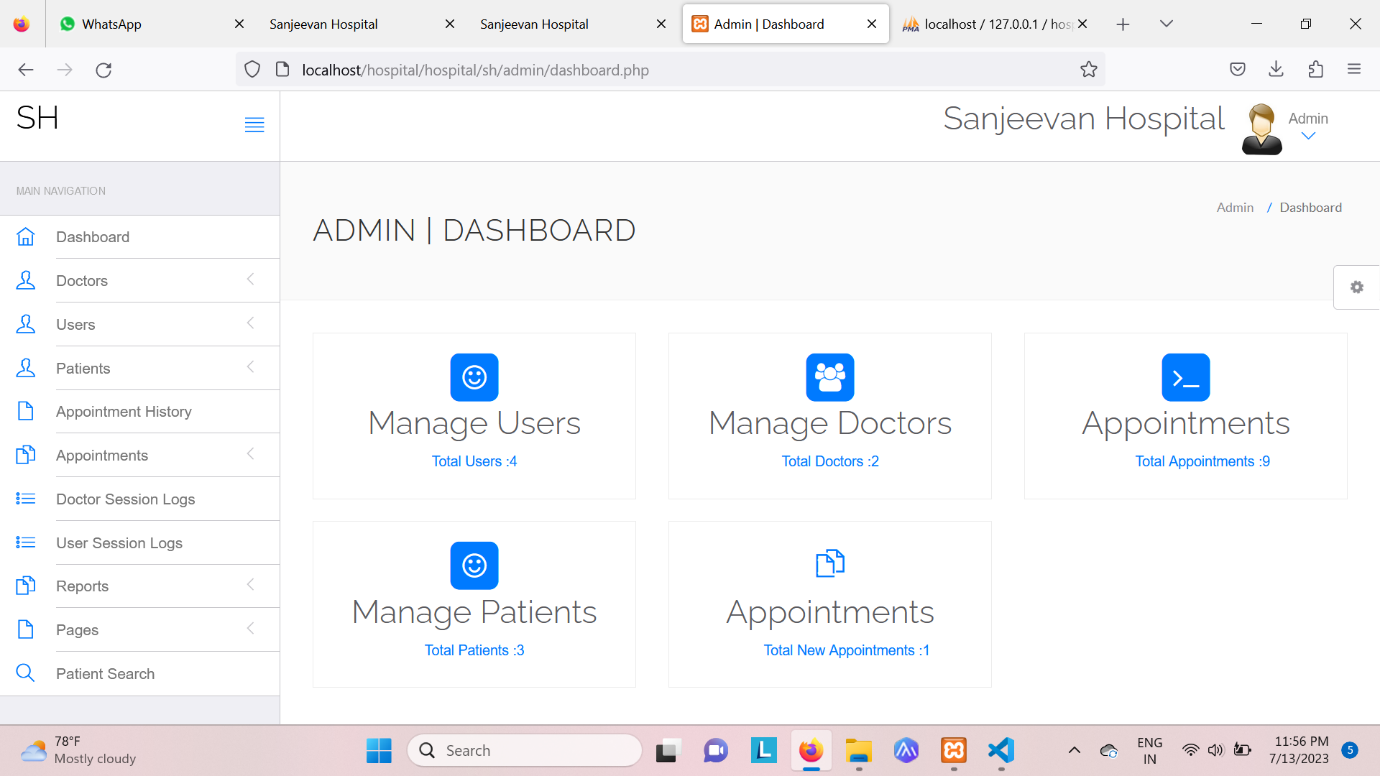 WhatsApp
Sanjeevan Hospital
Sanjeevan Hospital
Admin | Dashboard
localhost / 127.0.0.1 / hosp
localhost/hospital/hospital/sh/admin/dashboard.php
SH
Sanjeevan Hospital
Admin
MAIN NAVIGATION
Dashboard
Doctors
Users
Patients
Appointment History
Appointments
Doctor Session Logs
User Session Logs
Reports
Pages
Patient Search
ADMIN | DASHBOARD
Admin / Dashboard
Manage Users
Total Users :4
Manage Doctors
Total Doctors :2
Appointments
Total Appointments :9
Manage Patients
Total Patients :3
Appointments
Total New Appointments :1
78°F
Mostly cloudy
Search
ENG
IN
11:56 PM
7/13/2023
5